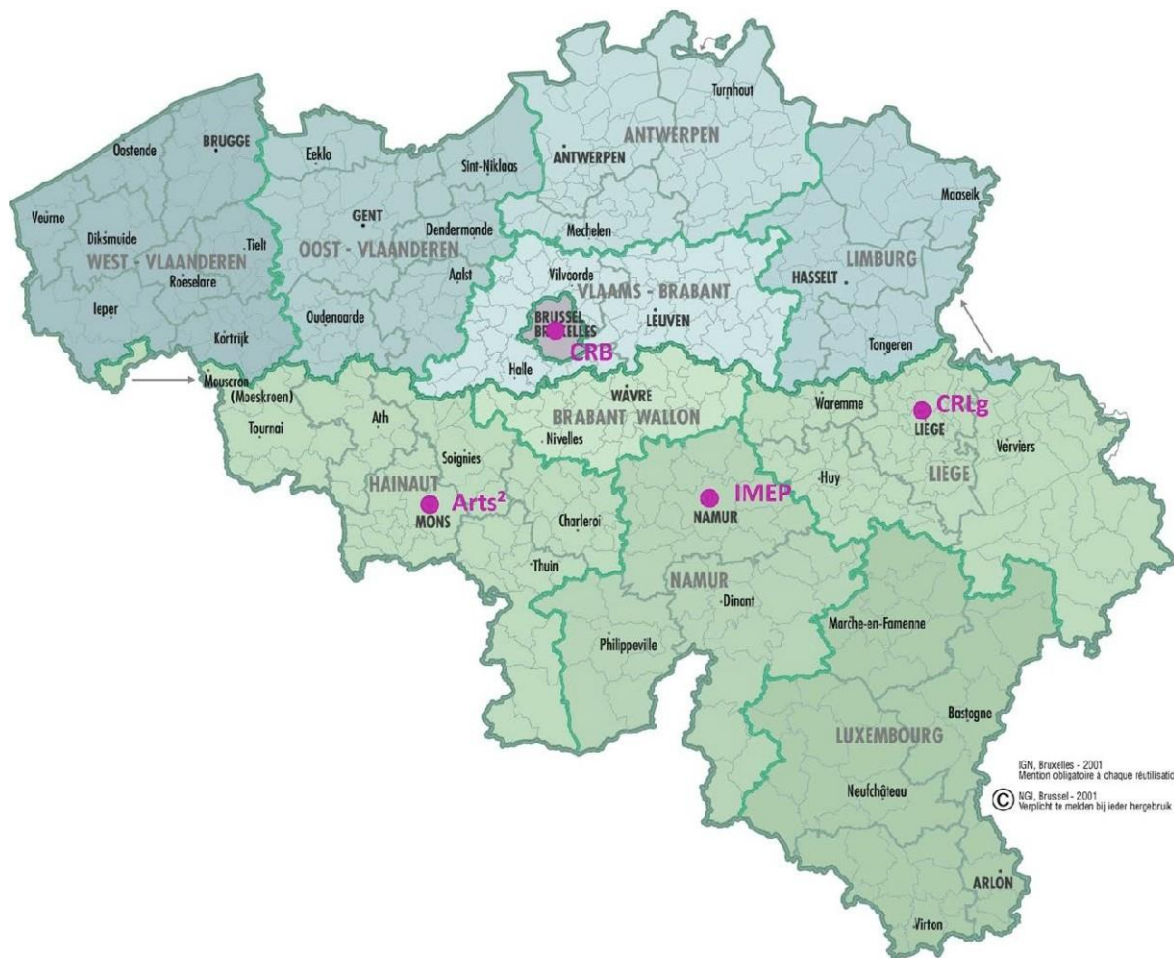 Turnhout
ANTWERPEN
ANTWERPEN
Oostende
BRUGGE
Eeklo
Sint-Niklaas
Maaseik
Veurne
GENT
Diksmuide
Tielt
Dendermonde
Mechelen
WEST - VLAANDEREN
OOST - VLAANDEREN
LIMBURG
Roeselare
Aalst
Vilvoorde
VLAAMS - BRABANT
HASSELT
Ieper
Oudenaarde
BRUSSEL
BRUXELLES
LEUVEN
Kortrijk
CRB
Tongeren
Halle
Mouscron
(Moeskroen)
WAVRE
Waremme
CRLg
Ath
BRABANT WALLON
LIEGE
Tournai
Nivelles
Verviers
Soignies
LIEGE
HAINAUT
Huy
Arts²
IMEP
MONS
NAMUR
Charleroi
Thuin
NAMUR
Dinant
Marche-en-Famenne
Philippeville
Bastogne
LUXEMBOURG
IGN, Bruxelles - 2001
Mention obligatoire à chaque réutilisatio
Neufchâteau
© NGI, Brussel - 2001
Verplicht te melden bij ieder hergebruik
ARLON
Virton